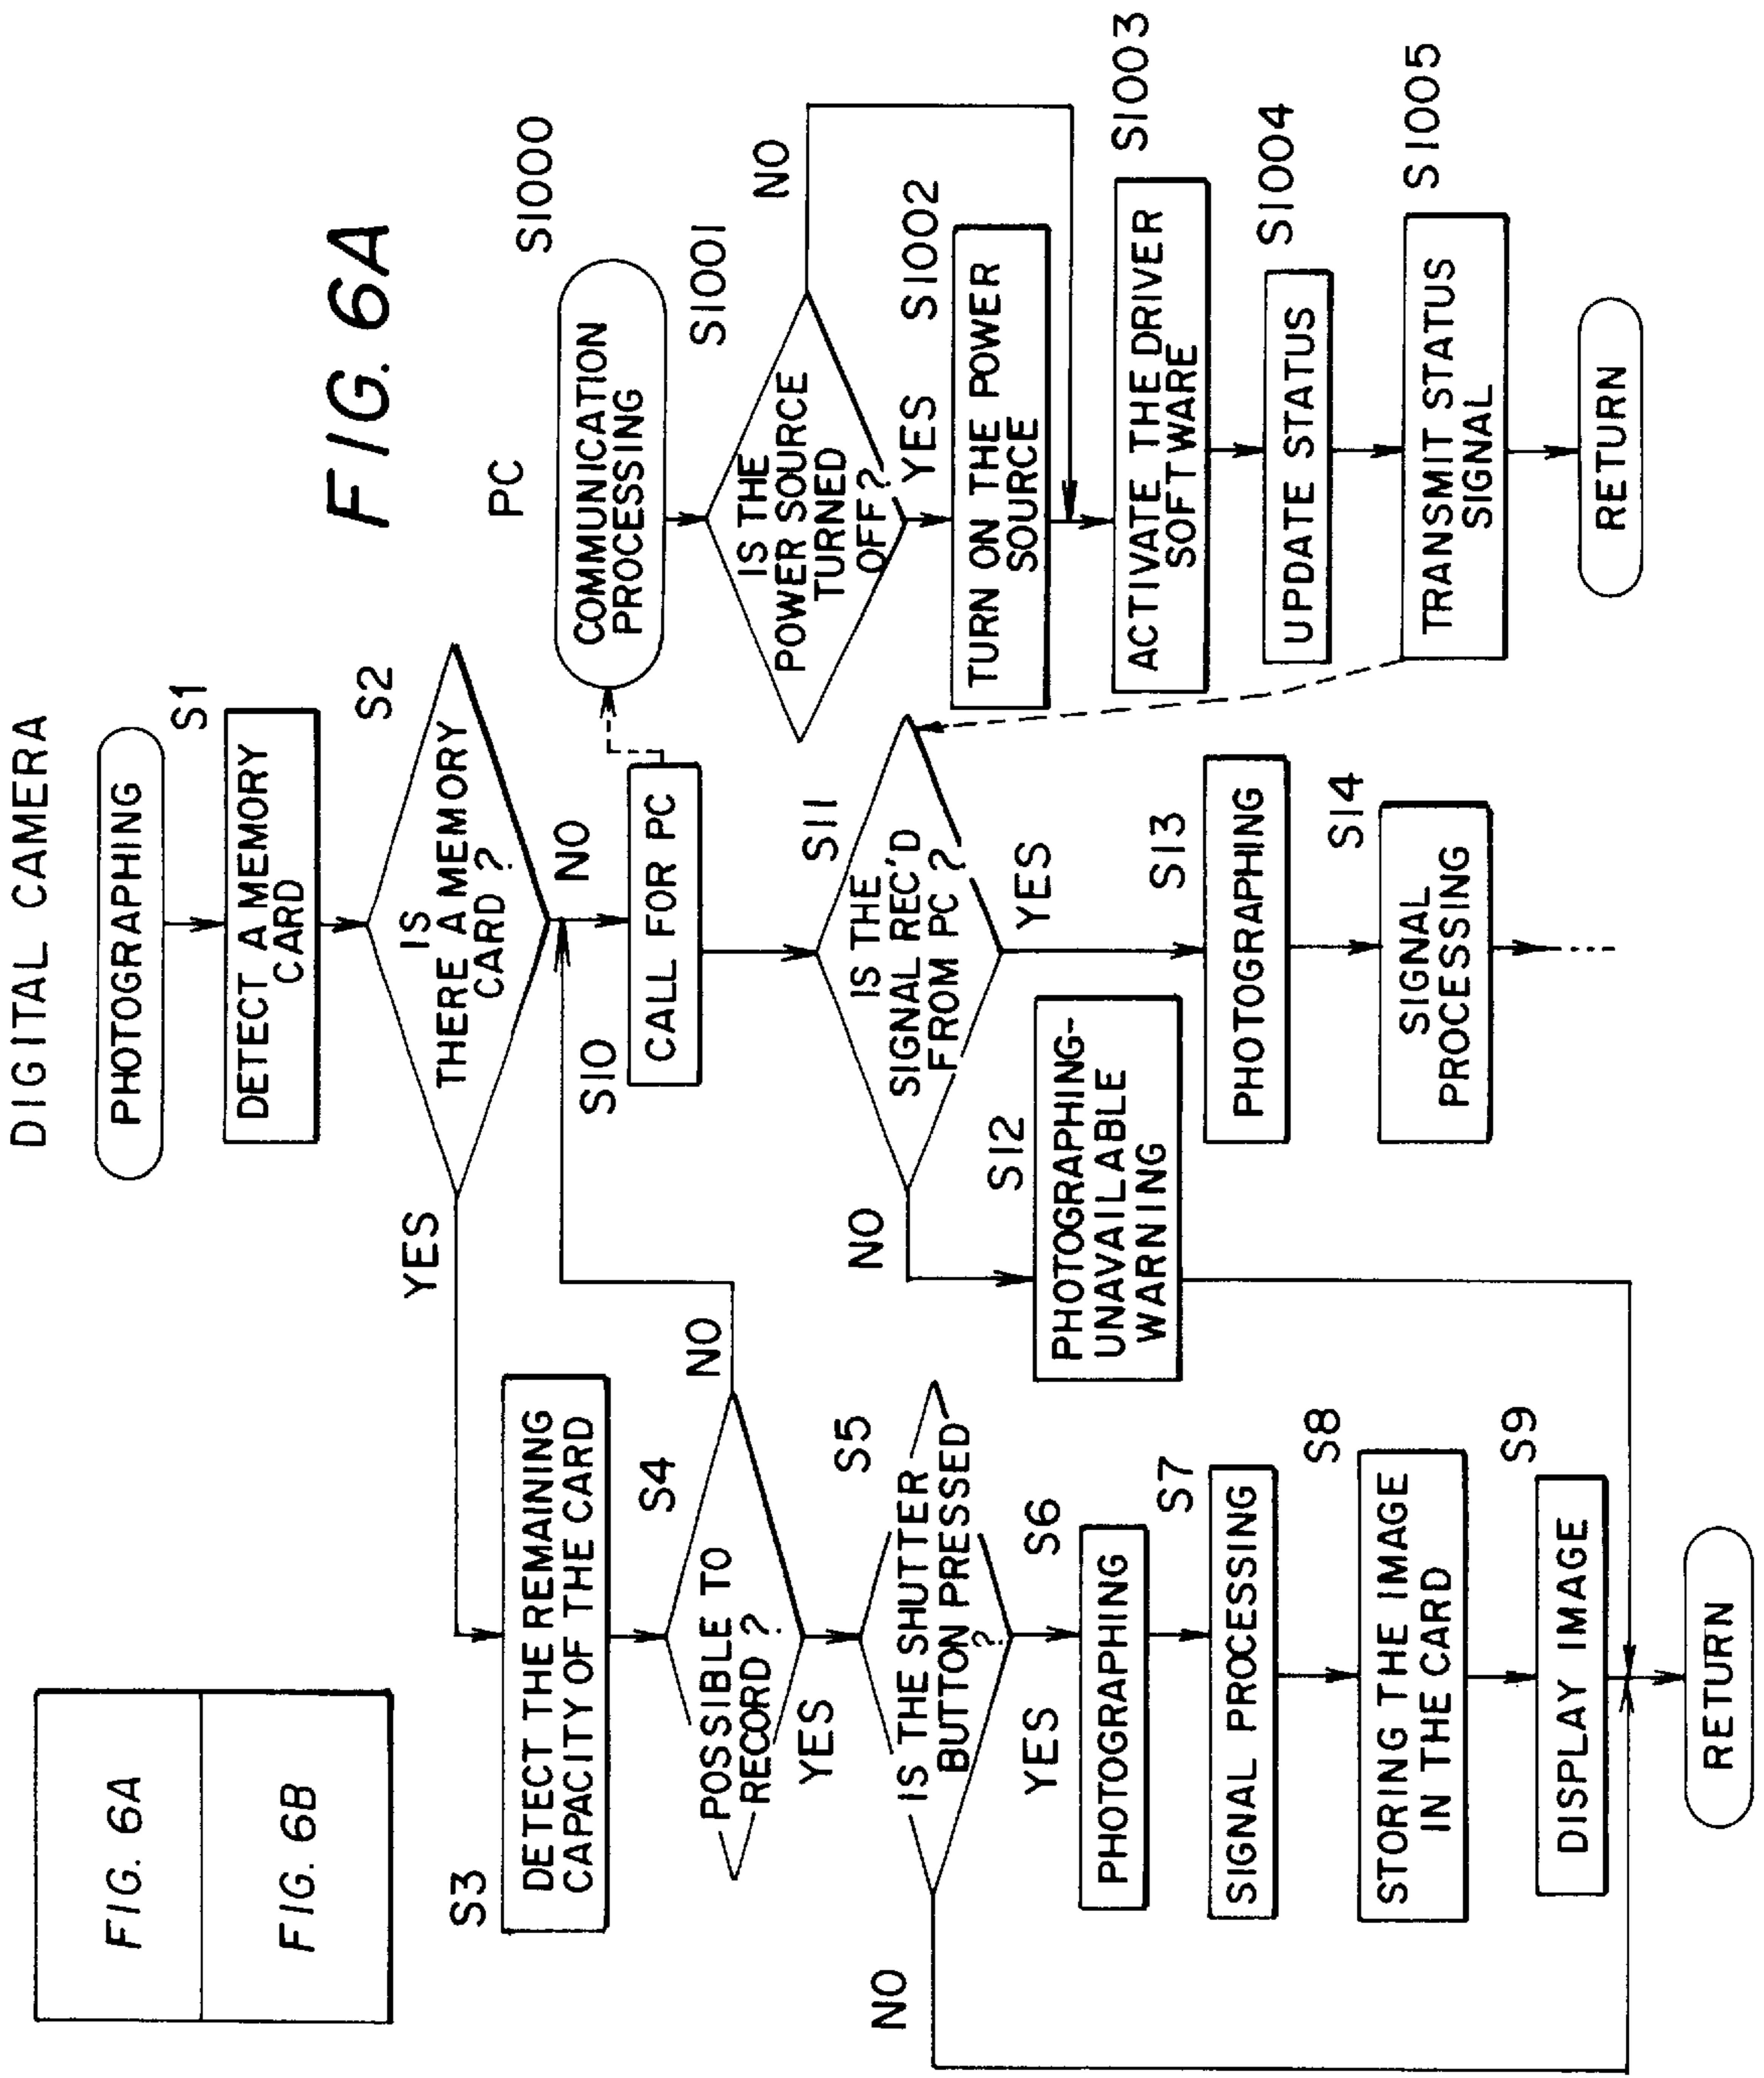 FIG. 6A
FIG. 6B
FIG. 6A
DIGITAL CAMERA
PHOTOGRAPHING
S1
DETECT A MEMORY
CARD
S2
IS
THERE A MEMORY
CARD ?
YES
NO
S3
DETECT THE REMAINING
CAPACITY OF THE CARD
S4
POSSIBLE TO
RECORD ?
NO
YES
S5
IS THE SHUTTER
BUTTON PRESSED
?
NO
YES
S6
PHOTOGRAPHING
S7
SIGNAL PROCESSING
S8
STORING THE IMAGE
IN THE CARD
S9
DISPLAY IMAGE
RETURN
S10
CALL FOR PC
S11
IS THE
SIGNAL REC'D
FROM PC ?
NO
YES
S12
PHOTOGRAPHING-
UNAVAILABLE
WARNING
S13
PHOTOGRAPHING
S14
SIGNAL
PROCESSING
PC
S1000
COMMUNICATION
PROCESSING
S1001
IS THE
POWER SOURCE
TURNED
OFF ?
NO
YES
S1002
TURN ON THE POWER
SOURCE
S1003
ACTIVATE THE DRIVER
SOFTWARE
S1004
UPDATE STATUS
S1005
TRANSMIT STATUS
SIGNAL
RETURN